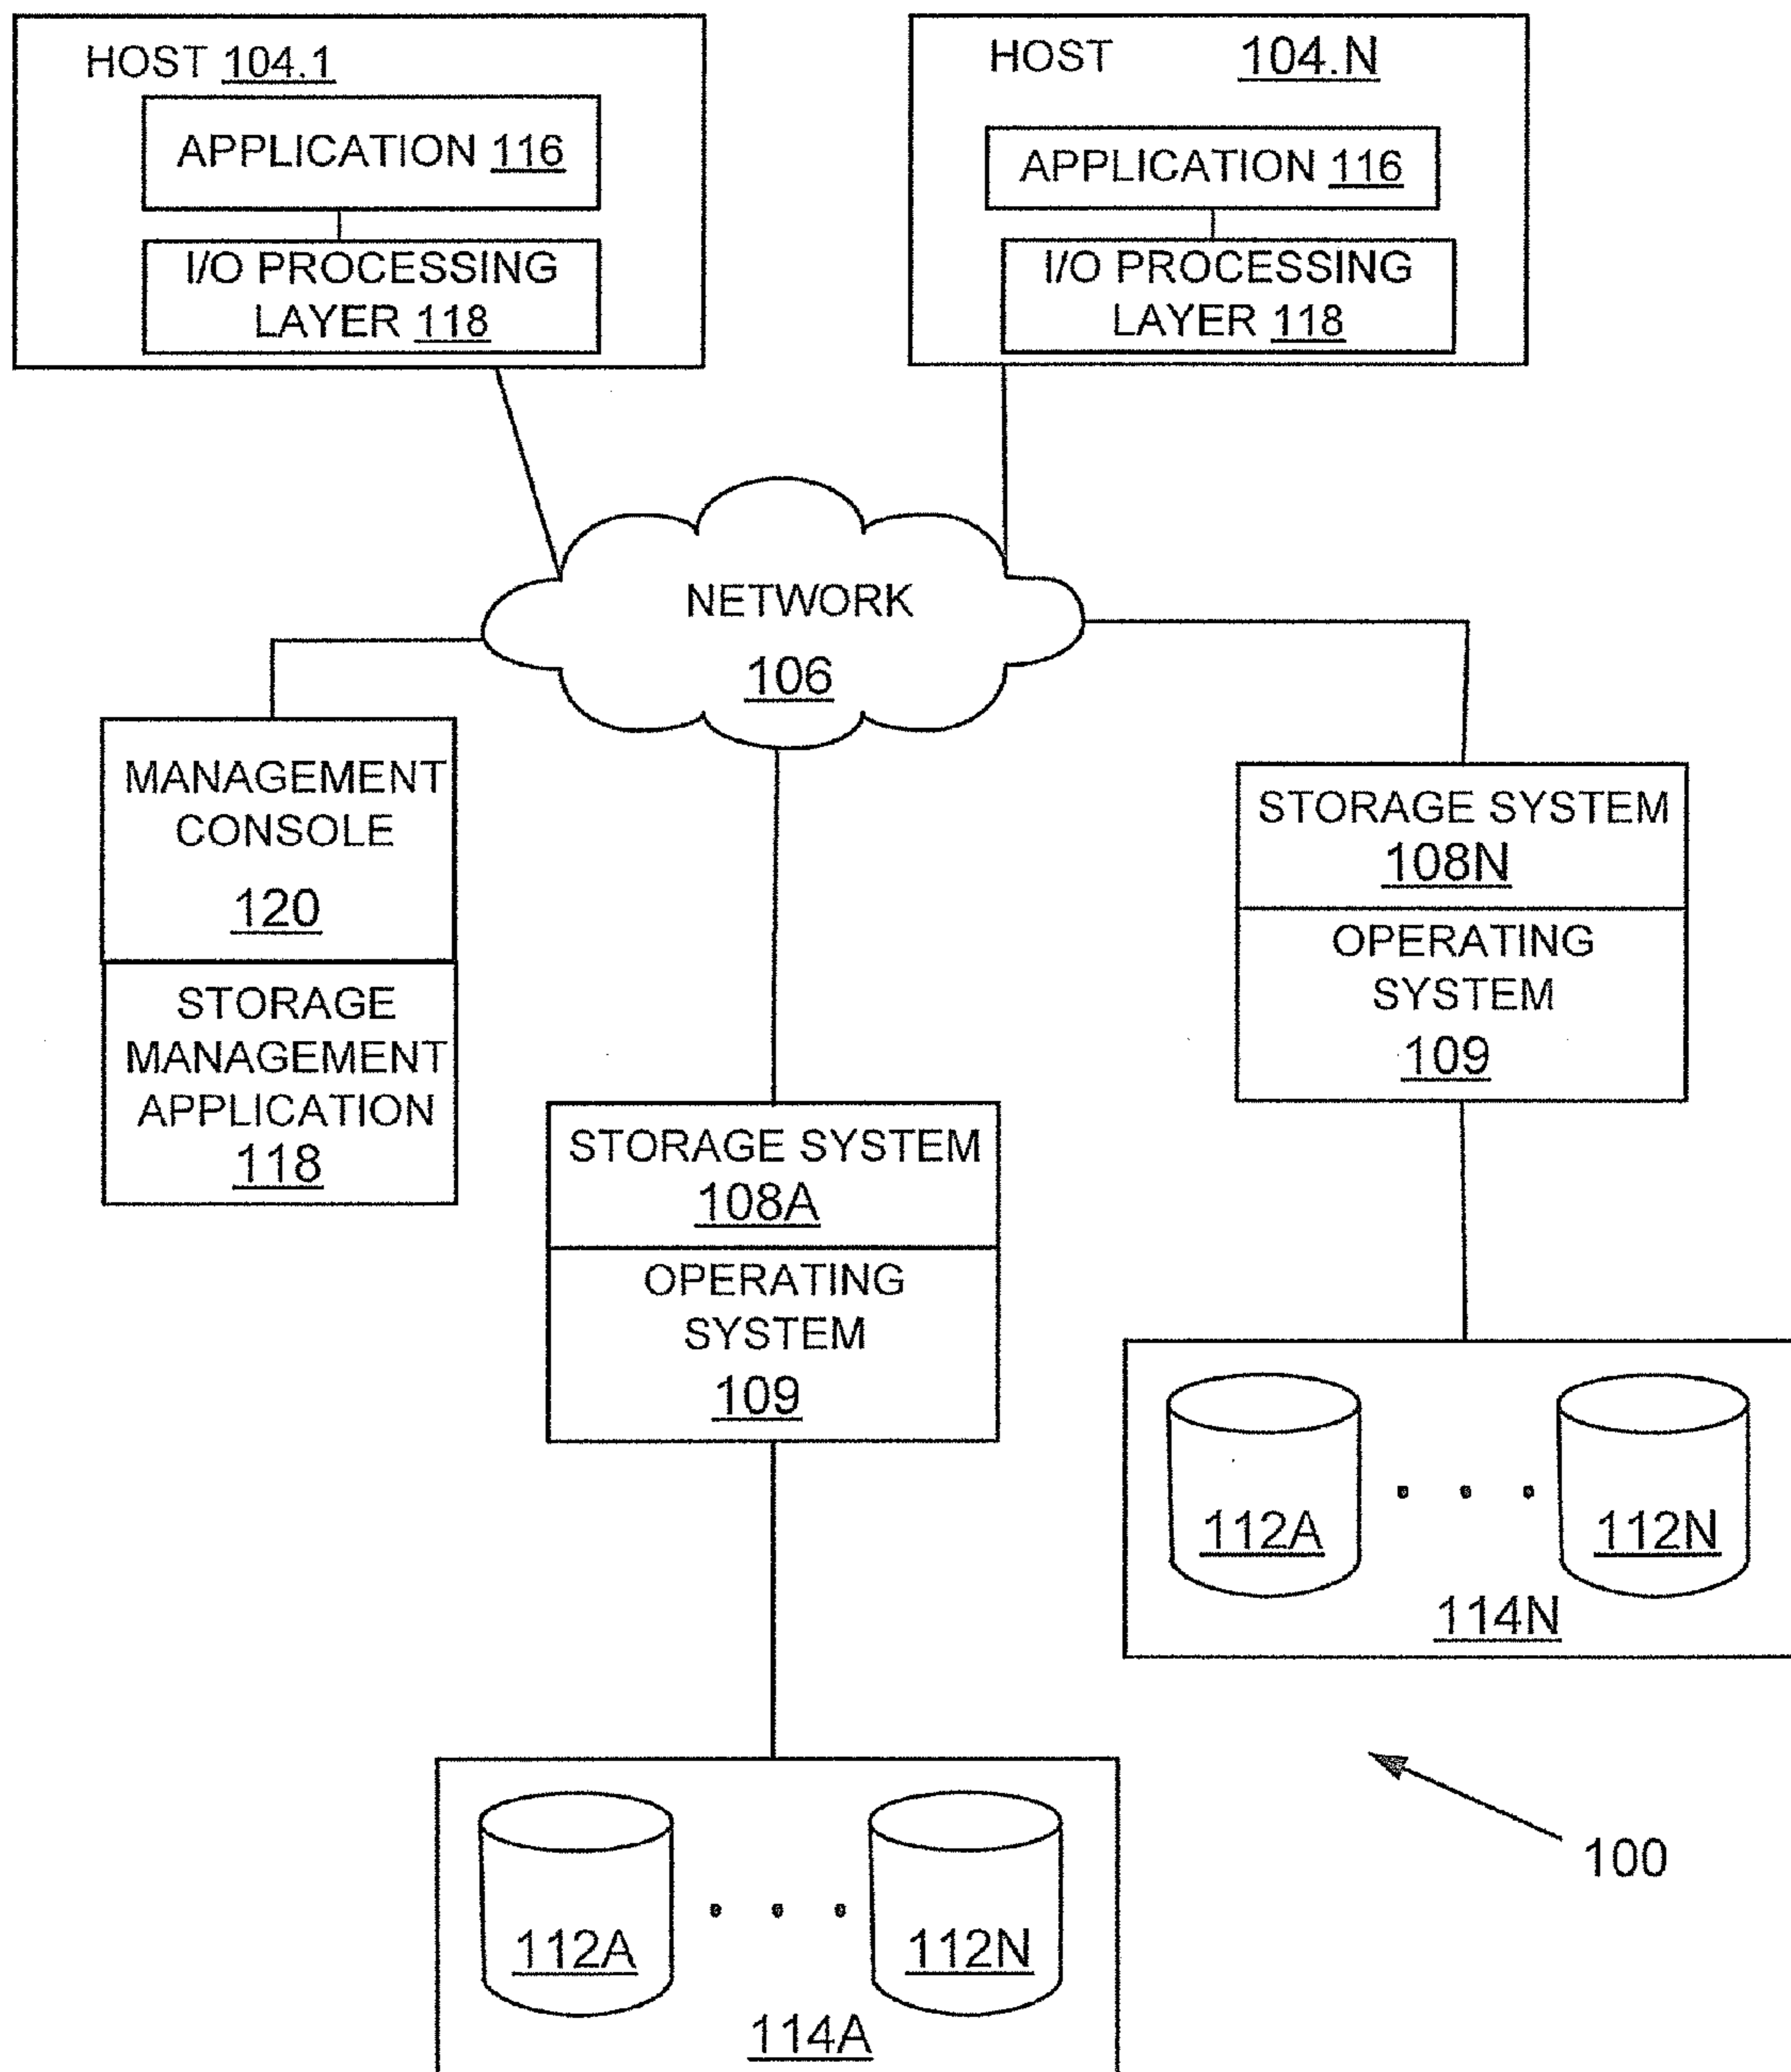 HOST 104.1
APPLICATION 116
I/O PROCESSING
LAYER 118
HOST 104.N
APPLICATION 116
I/O PROCESSING
LAYER 118
NETWORK
106
MANAGEMENT
CONSOLE
120
STORAGE
MANAGEMENT
APPLICATION
118
STORAGE SYSTEM
108A
OPERATING
SYSTEM
109
STORAGE SYSTEM
108N
OPERATING
SYSTEM
109
112A
. . .
112N
114N
100
112A
. . .
112N
114A